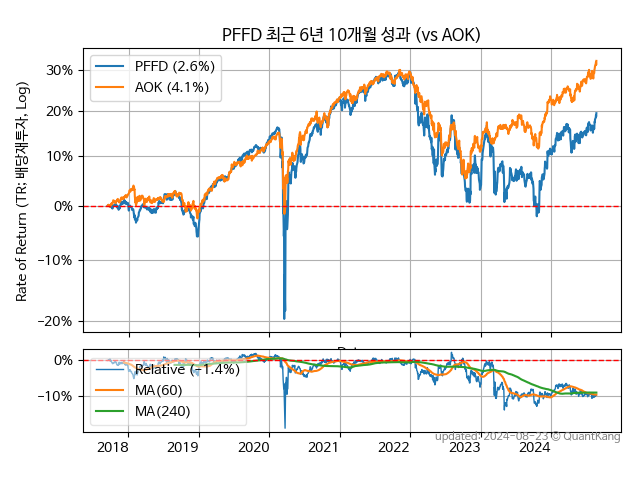 PFFD 최근 6년 10개월 성과 (vs AOK)
Rate of Return (TR: 배당재투자, Log)
PFFD (2.6%)
AOK (4.1%)
30%
20%
10%
0%
−10%
−20%
0%
−10%
Relative (−1.4%)
MA(60)
MA(240)
2018 2019 2020 2021 2022 2023 2024
updated: 2024-08-23 © QuantKang